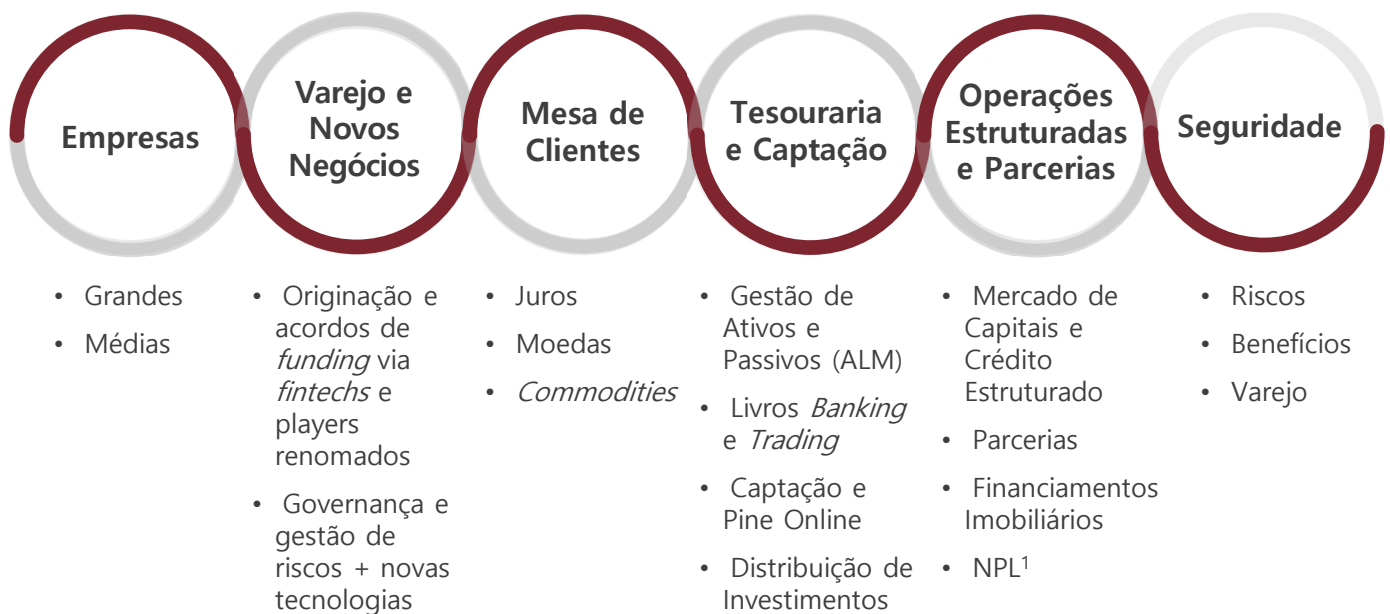 Empresas
Varejo e
Novos
Negócios
Mesa de
Clientes
Tesouraria
e Captação
Operações
Estruturadas
e Parcerias
Seguridade
• Grandes
• Médias
• Originação e
acordos de
funding via
fintechs e
players
renomados
• Governança e
gestão de
riscos + novas
tecnologias
• Juros
• Moedas
• Commodities
• Gestão de
Ativos e
Passivos (ALM)
• Livros Banking
e Trading
• Captação e
Pine Online
• Distribuição de
Investimentos
• Mercado de
Capitais e
Crédito
Estruturado
• Parcerias
• Financiamentos
Imobiliários
• NPL¹
• Riscos
• Benefícios
• Varejo